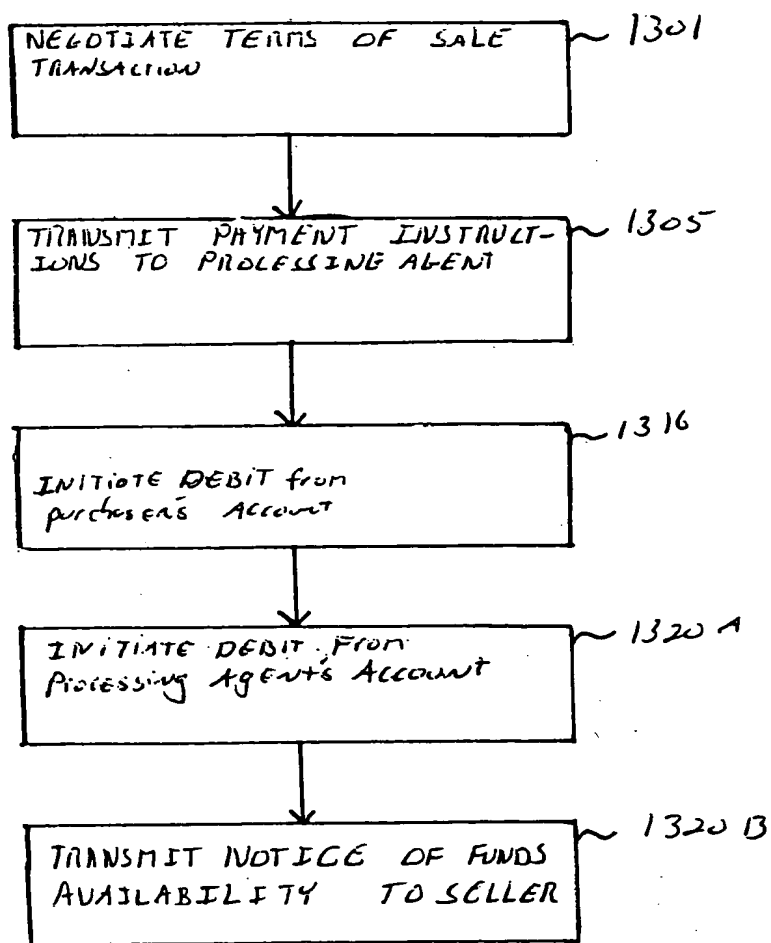 NEGOTIATE TERMS OF SALE
TRANSACTION
1301
TRANSMIT PAYMENT INSTRUCT-
IONS TO PROCESSING AGENT
1305
INITIATE DEBIT from
purchaser's Account
1316
INITIATE DEBIT From
Processing Agent's Account
1320 A
TRANSMIT NOTICE OF FUNDS
AVAILABILITY TO SELLER
1320 B